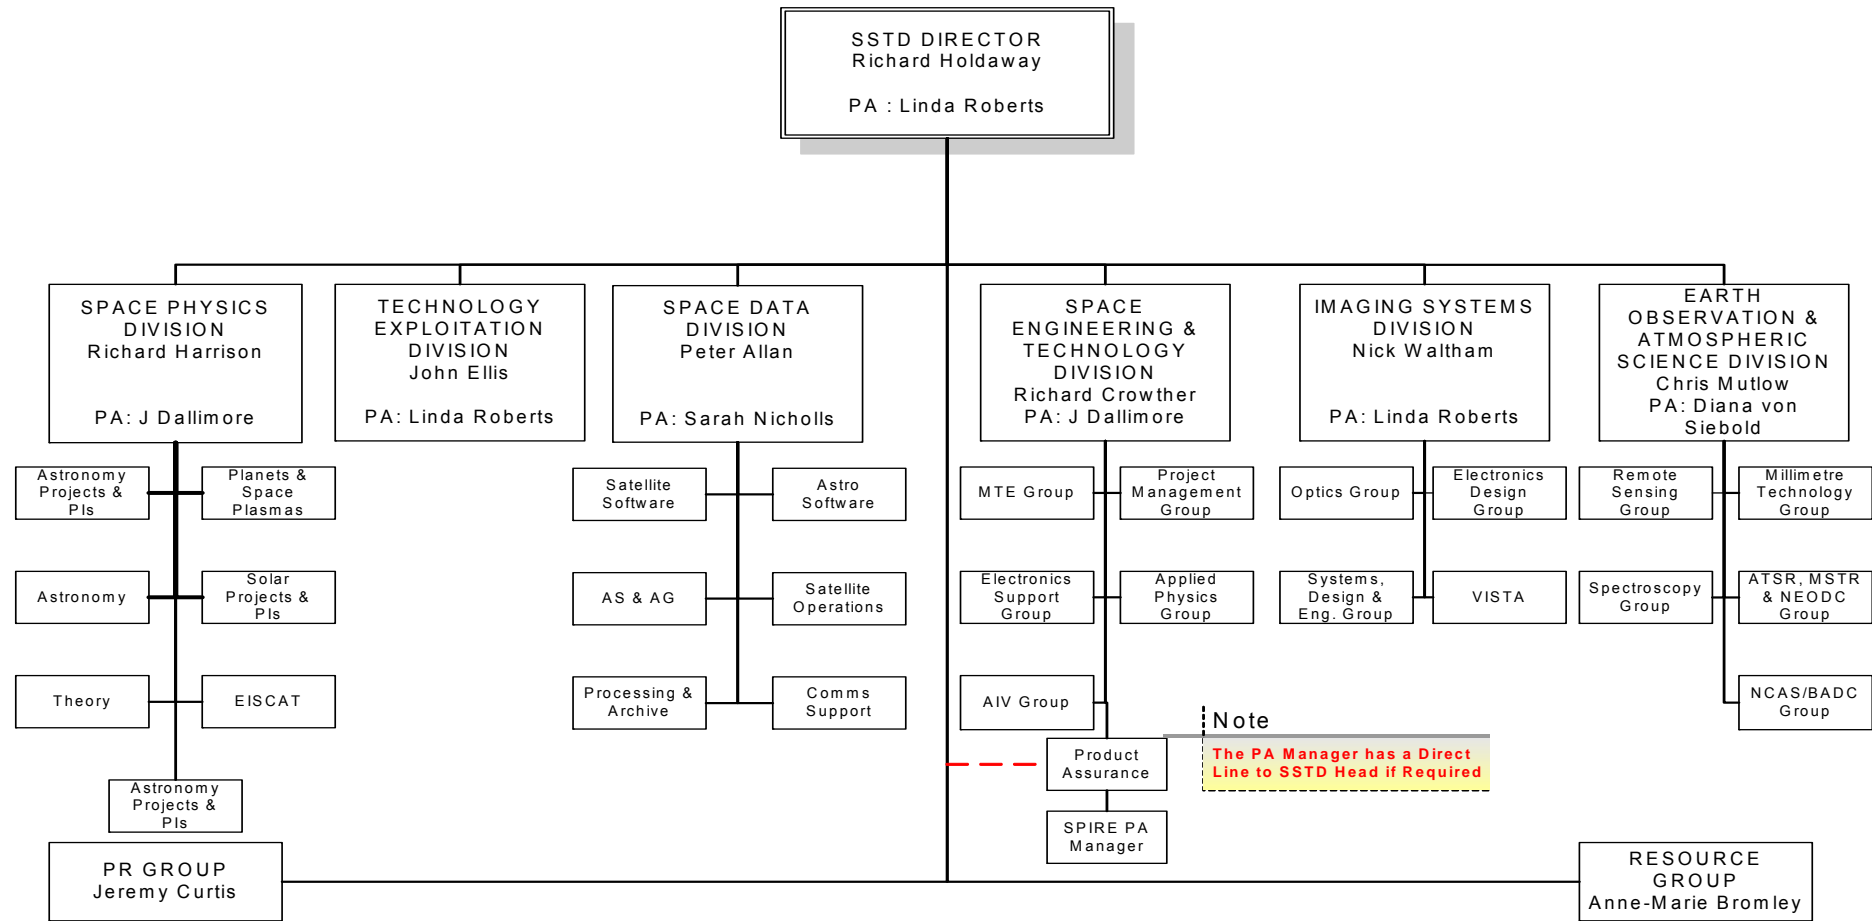 SSTD DIRECTOR
Richard Holdaway
PA : Linda Roberts
SPACE PHYSICS
DIVISION
Richard Harrison
PA: J Dallimore
TECHNOLOGY
EXPLOITATION
DIVISION
John Ellis
PA: Linda Roberts
SPACE DATA
DIVISION
Peter Allan
PA: Sarah Nicholls
SPACE
ENGINEERING &
TECHNOLOGY
DIVISION
Richard Crowther
PA: J Dallimore
IMAGING SYSTEMS
DIVISION
Nick Waltham
PA: Linda Roberts
EARTH
OBSERVATION &
ATMOSPHERIC
SCIENCE DIVISION
Chris Mutlow
PA: Diana von
Siebold
Astronomy
Projects &
PIs
Planets &
Space
Plasmas
Satellite
Software
Astro
Software
MTE Group
Project
Management
Group
Optics Group
Electronics
Design
Group
Remote
Sensing
Group
Millimetre
Technology
Group
Astronomy
Solar
Projects &
PIs
AS & AG
Satellite
Operations
Electronics
Support
Group
Applied
Physics
Group
Systems,
Design &
Eng. Group
VISTA
Spectroscopy
Group
ATSR, MSTR
& NEODC
Group
Theory
EISCAT
Processing &
Archive
Comms
Support
AIV Group
NCAS/BADC
Group
Note
The PA Manager has a Direct
Line to SSTD Head if Required
Product
Assurance
Astronomy
Projects &
PIs
SPIRE PA
Manager
PR GROUP
Jeremy Curtis
RESOURCE
GROUP
Anne-Marie Bromley